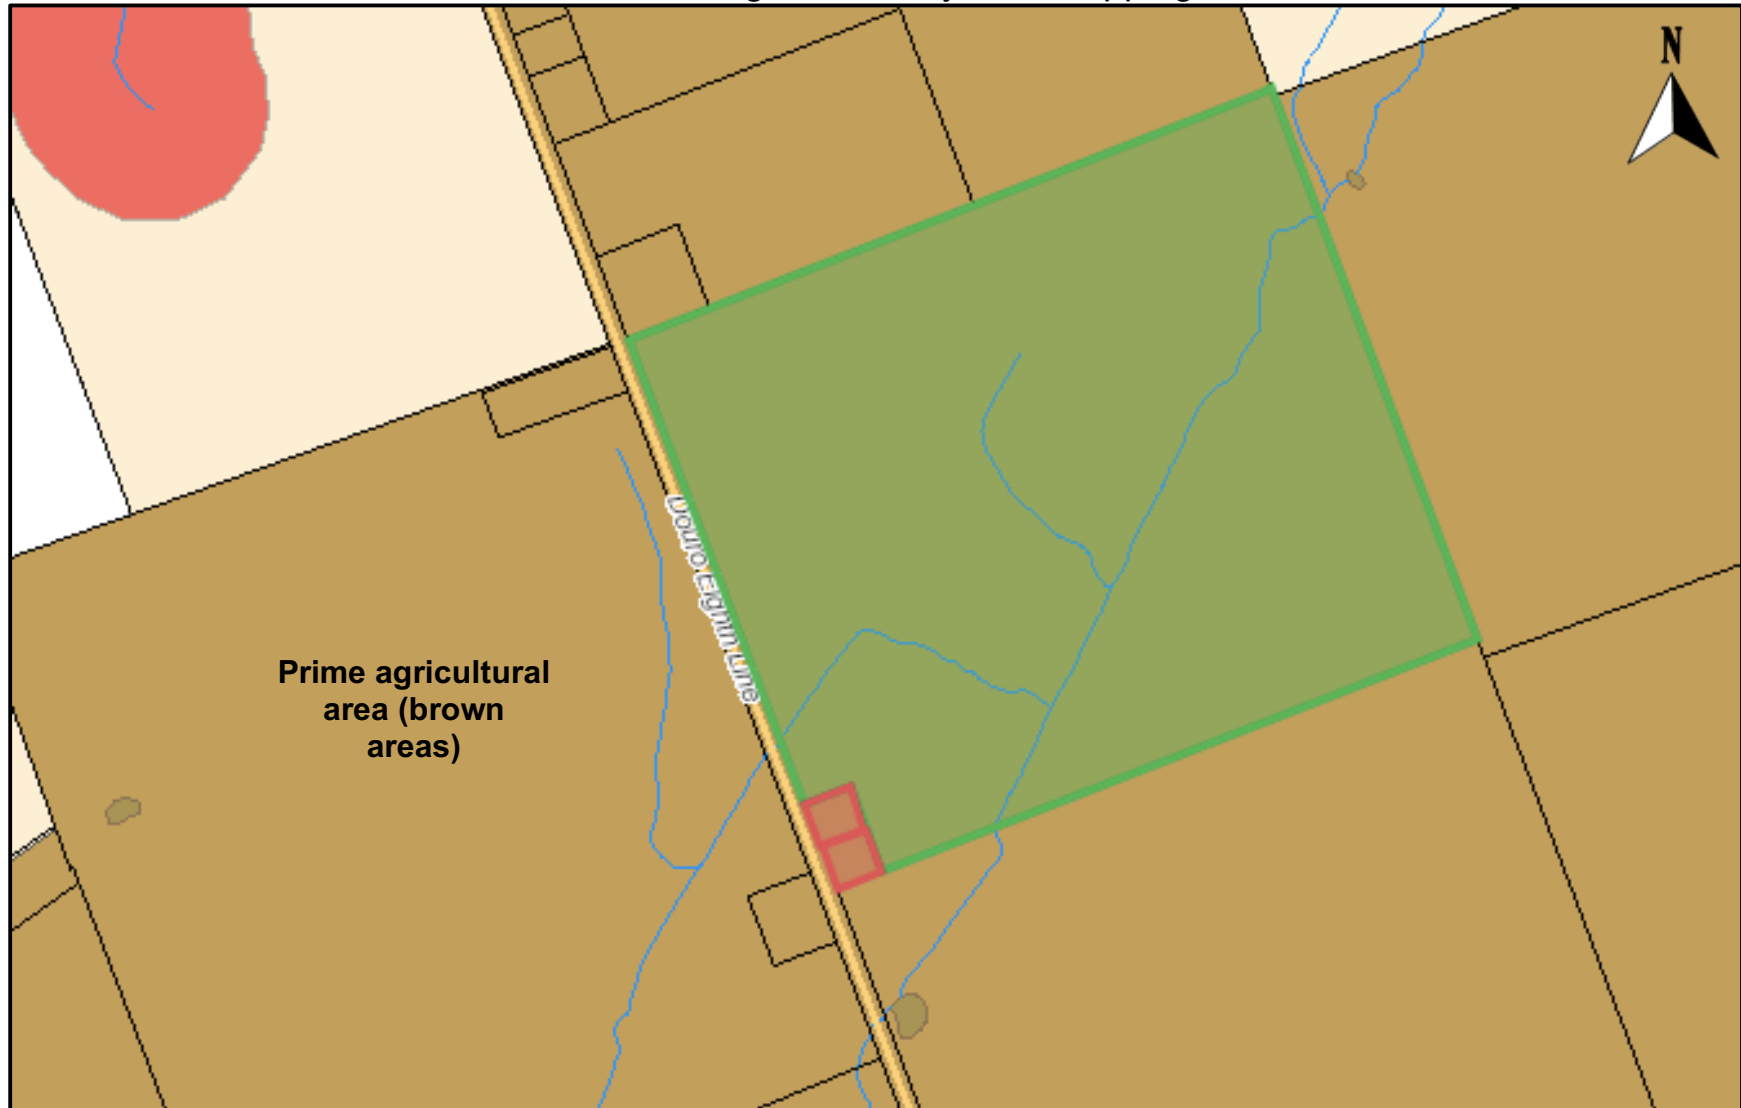 N
Douro Eighth Line
Prime agricultural
area (brown
areas)